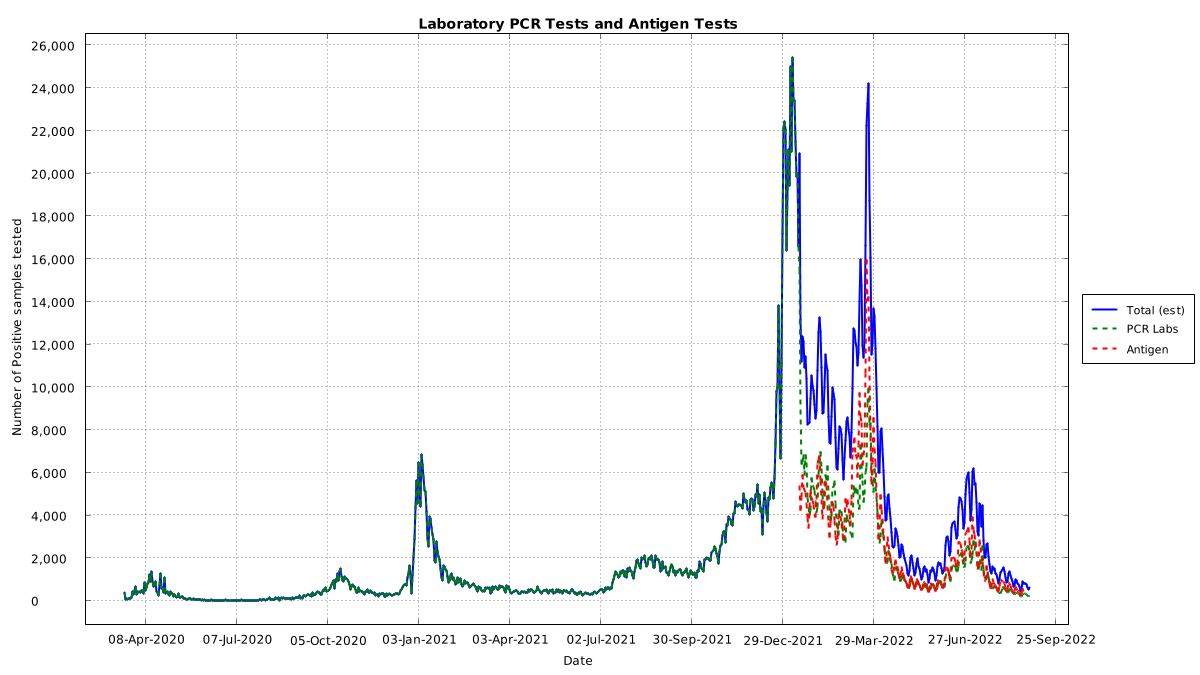 Laboratory PCR Tests and Antigen Tests
26,000
24,000
22,000
20,000
18,000
16,000
14,000
12,000
10,000
8,000
6,000
4,000
2,000
0
Number of Positive samples tested
08-Apr-2020 07-Jul-2020 05-Oct-2020 03-Jan-2021 03-Apr-2021 02-Jul-2021 30-Sep-2021 29-Dec-2021 29-Mar-2022 27-Jun-2022 25-Sep-2022
Date
Total (est)
PCR Labs
Antigen